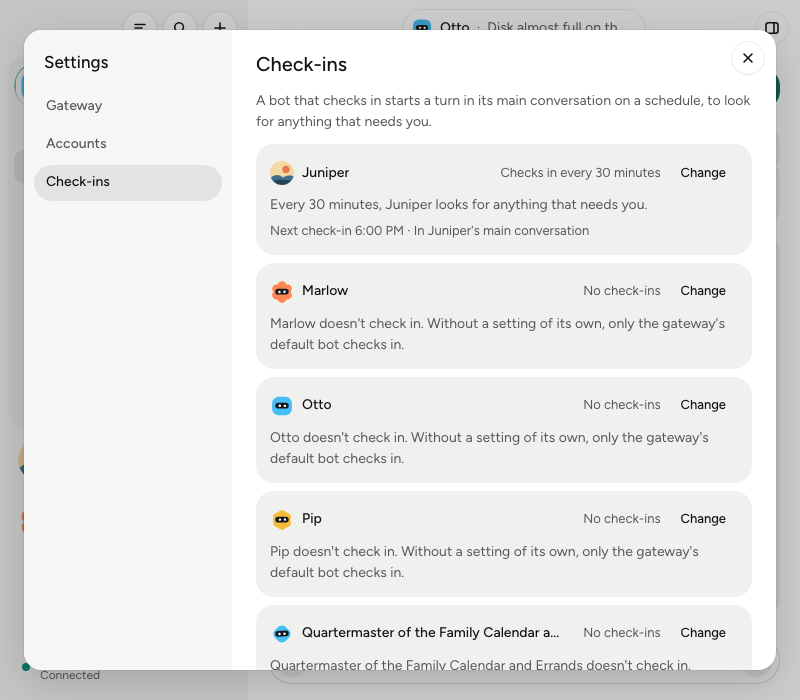 Otto · Disk almost full on th
Settings
Gateway
Accounts
Check-ins
Check-ins
A bot that checks in starts a turn in its main conversation on a schedule, to look
for anything that needs you.
Juniper
Checks in every 30 minutes
Change
Every 30 minutes, Juniper looks for anything that needs you.
Next check-in 6:00 PM · In Juniper's main conversation
Marlow
No check-ins
Change
Marlow doesn't check in. Without a setting of its own, only the gateway's
default bot checks in.
Otto
No check-ins
Change
Otto doesn't check in. Without a setting of its own, only the gateway's
default bot checks in.
Pip
No check-ins
Change
Pip doesn't check in. Without a setting of its own, only the gateway's
default bot checks in.
Quartermaster of the Family Calendar a...
No check-ins
Change
Quartermaster of the Family Calendar and Errands doesn't check in.
Connected